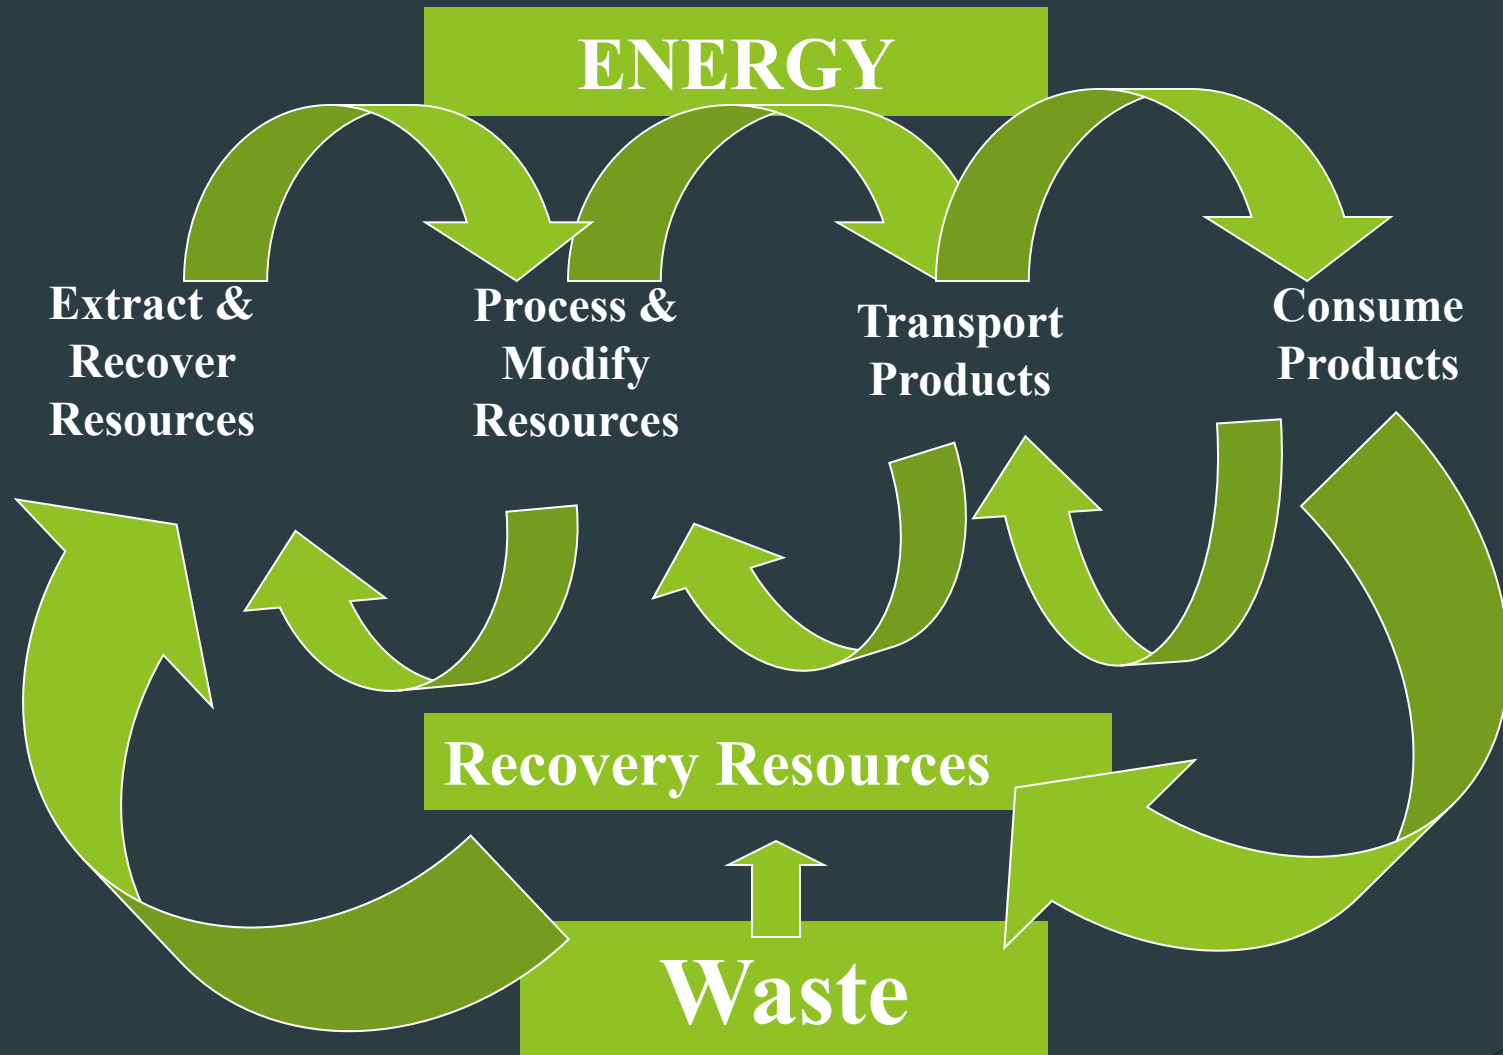 ENERGY
Extract &
Recover
Resources
Process &
Modify
Resources
Transport
Products
Consume
Products
Recovery Resources
Waste